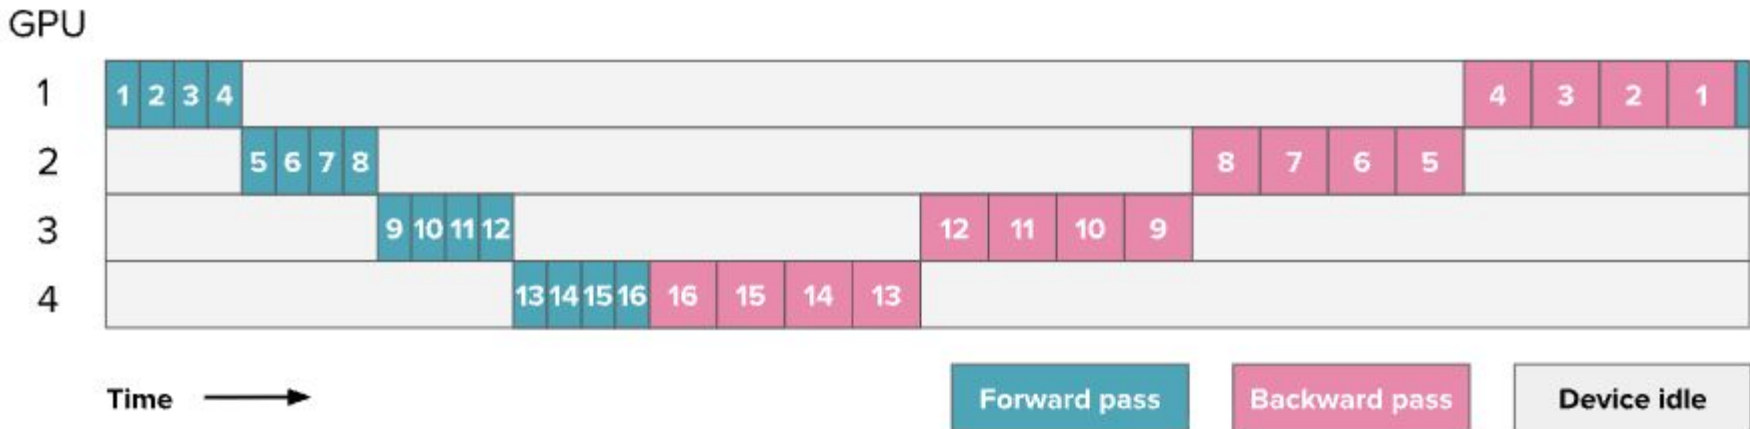 GPU
1 1 2 3 4 4 3 2 1
2 5 6 7 8 8 7 6 5
3 9 10 11 12 12 11 10 9
4 13 14 15 16 16 15 14 13
Time Forward pass Backward pass Device idle